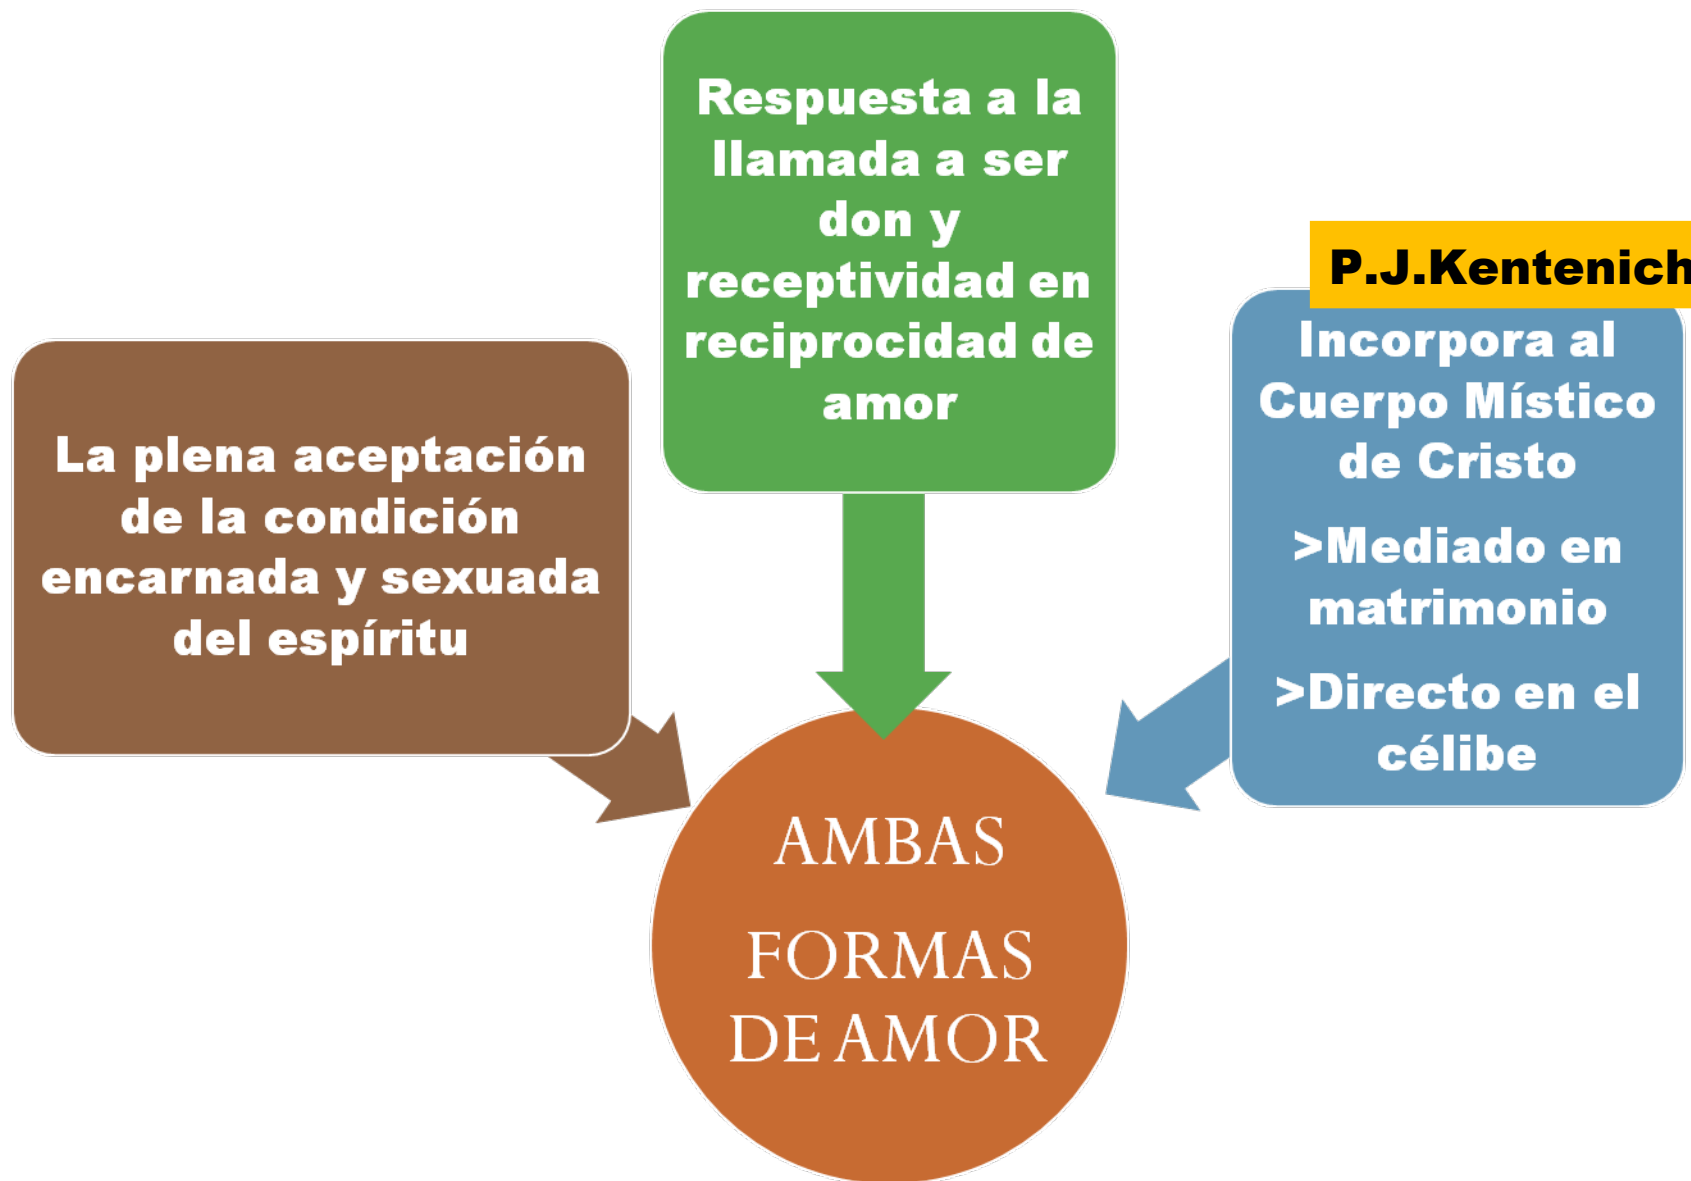 La plena aceptación
de la condición
encarnada y sexuada
del espíritu
Respuesta a la
llamada a ser
don y
receptividad en
reciprocidad de
amor
P.J.Kentenich
Incorpora al
Cuerpo Místico
de Cristo
>Mediado en
matrimonio
>Directo en el
célibe
AMBAS
FORMAS
DE AMOR